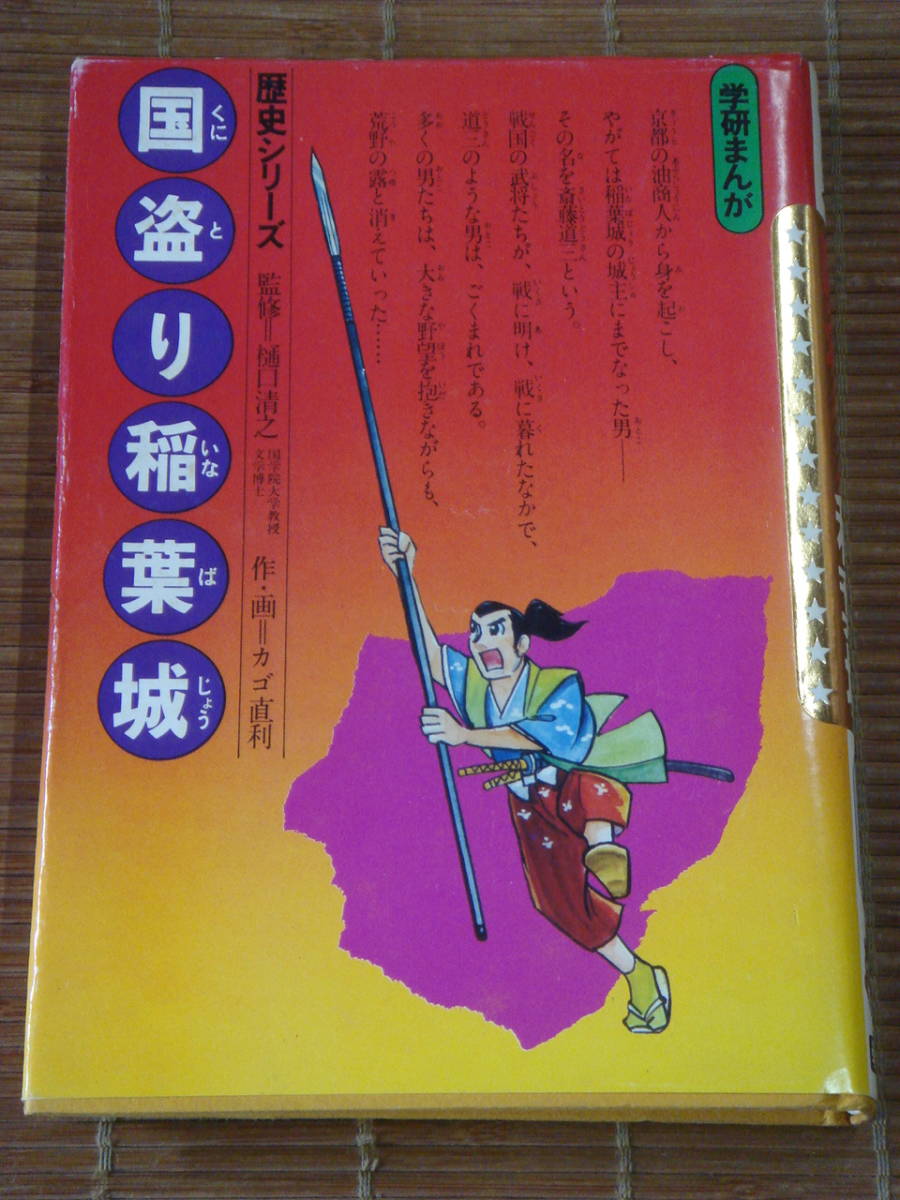 学研まんが
京都の油商人から身を起こし、
やがては稲葉城の城主にまでなった男――
その名を斎藤道三という。
戦国の武将たちが、戦に明け、戦に暮れたなかで、
道三のような男は、ごくまれである。
多くの男たちは、大きな野望を抱きながらも、
荒野の露と消えていった……
歴史シリーズ 監修=樋口清之 国学院大学教授 文学博士 作・画=カゴ直利
国盗り稲葉城